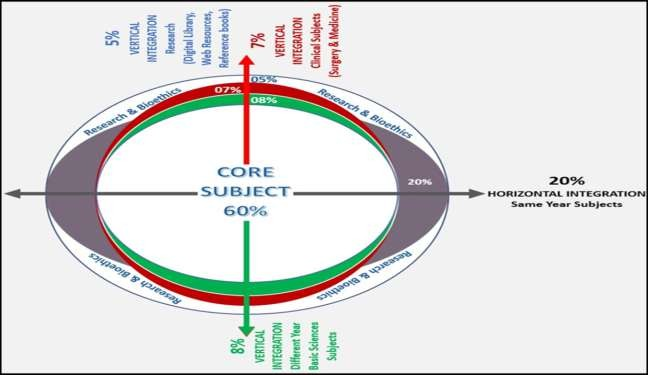 5%
VERTICAL
INTEGRATION
Research
(Digital Library,
Web Resources,
Reference books)
7%
VERTICAL
INTEGRATION
Clinical Subjects
(Surgery & Medicine)
05%
07%
08%
Research & Bioethics
Research & Bioethics
CORE
SUBJECT
60%
20%
20%
HORIZONTAL INTEGRATION
Same Year Subjects
Research & Bioethics
Research & Bioethics
8%
VERTICAL
INTEGRATION
Different Year
Basic Sciences
Subjects